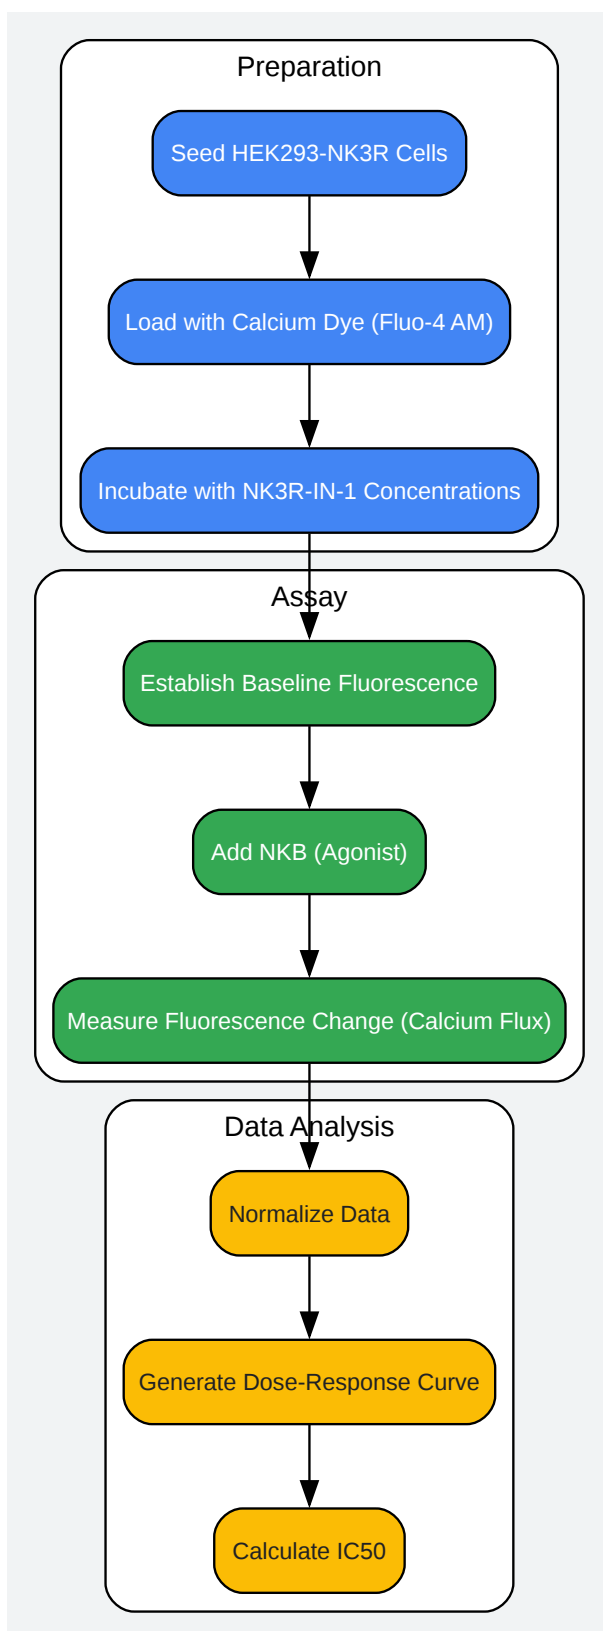 Preparation
Seed HEK293-NK3R Cells
Load with Calcium Dye (Fluo-4 AM)
Incubate with NK3R-IN-1 Concentrations
Assay
Establish Baseline Fluorescence
Add NKB (Agonist)
Measure Fluorescence Change (Calcium Flux)
Data Analysis
Normalize Data
Generate Dose-Response Curve
Calculate IC50